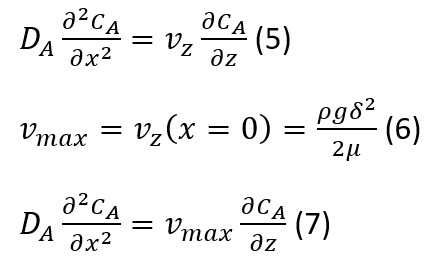 D_A ∂²C_A/∂x² = v_z ∂C_A/∂z (5)
v_max = v_z(x = 0) = ρgδ²/2μ (6)
D_A ∂²C_A/∂x² = v_max ∂C_A/∂z (7)